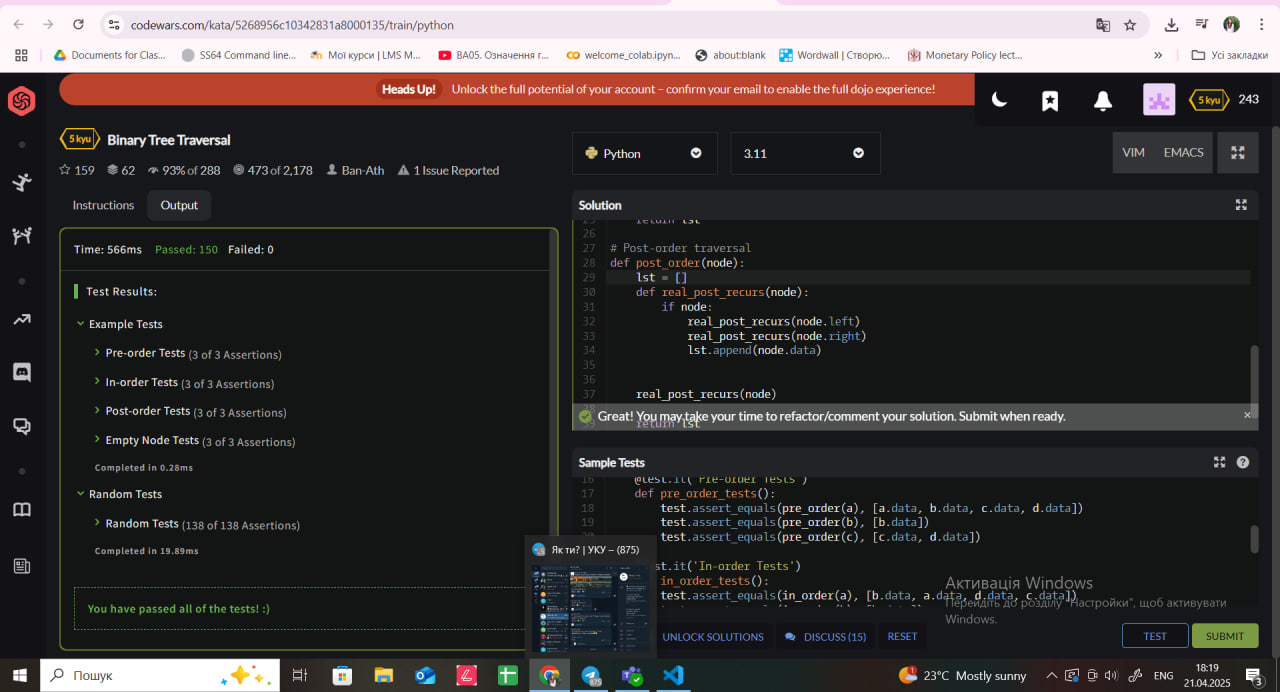 codewars.com/kata/5268956c10342831a8000135/train/python
Documents for Clas...
SS64 Command line...
Мої курси | LMS M...
BA05. Означення г...
welcome_colab.ipyn...
about:blank
Wordwall | Створю...
Monetary Policy lect...
»
Усі закладки
Heads Up! Unlock the full potential of your account – confirm your email to enable the full dojo experience!
5 kyu 243
5 kyu Binary Tree Traversal
159 62 93% of 288 473 of 2,178 Ban-Ath 1 Issue Reported
Instructions Output
Time: 566ms Passed: 150 Failed: 0
Test Results:
Example Tests
Pre-order Tests (3 of 3 Assertions)
In-order Tests (3 of 3 Assertions)
Post-order Tests (3 of 3 Assertions)
Empty Node Tests (3 of 3 Assertions)
Completed in 0.28ms
Random Tests
Random Tests (138 of 138 Assertions)
Completed in 19.89ms
You have passed all of the tests! :)
Python 3.11 VIM EMACS
Solution
25 return lst
26
27 # Post-order traversal
28 def post_order(node):
29 lst = []
30 def real_post_recurs(node):
31 if node:
32 real_post_recurs(node.left)
33 real_post_recurs(node.right)
34 lst.append(node.data)
35
36
37 real_post_recurs(node)
Great! You may take your time to refactor/comment your solution. Submit when ready.
39 return lst
Sample Tests
16 @test.it('Pre-order Tests')
17 def pre_order_tests():
18 test.assert_equals(pre_order(a), [a.data, b.data, c.data, d.data])
19 test.assert_equals(pre_order(b), [b.data])
test.assert_equals(pre_order(c), [c.data, d.data])
st.it('In-order Tests')
in_order_tests():
test.assert_equals(in_order(a), [b.data, a.data, d.data, c.data])
Активація Windows
Перейдіть до розділу "Настройки", щоб активувати
Windows.
UNLOCK SOLUTIONS DISCUSS (15) RESET TEST SUBMIT
Як ти? | УКУ – (875)
Пошук
875
23°C Mostly sunny
ENG
18:19
21.04.2025
3